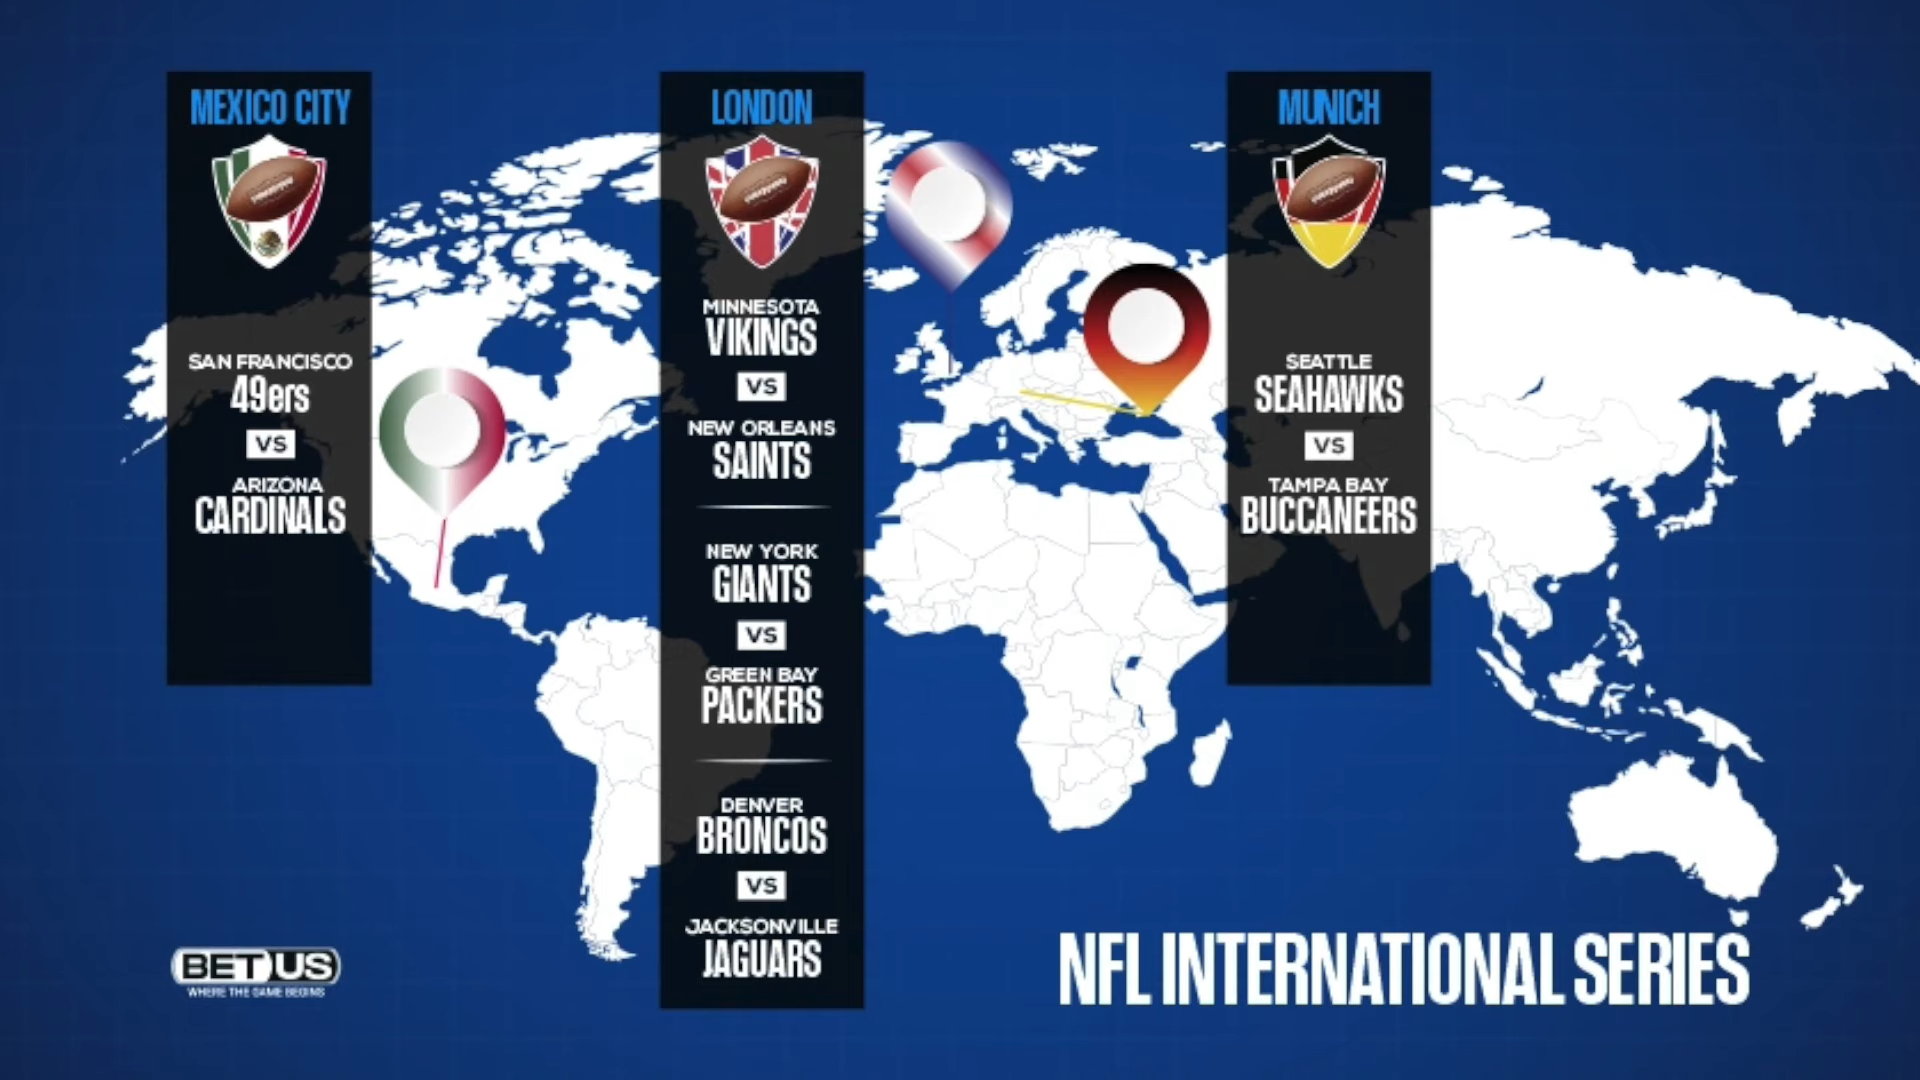 MEXICO CITY
SAN FRANCISCO
49ers
VS
ARIZONA
CARDINALS
LONDON
MINNESOTA
VIKINGS
VS
NEW ORLEANS
SAINTS
NEW YORK
GIANTS
VS
GREEN BAY
PACKERS
DENVER
BRONCOS
VS
JACKSONVILLE
JAGUARS
MUNICH
SEATTLE
SEAHAWKS
VS
TAMPA BAY
BUCCANEERS
BETUS
WHERE THE GAME BEGINS
NFL INTERNATIONAL SERIES